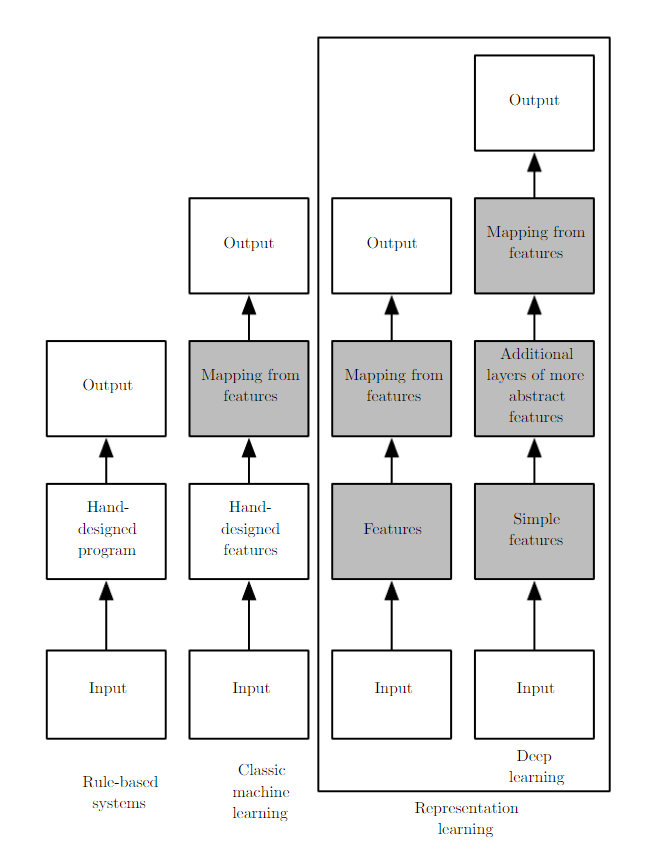 Output
Mapping from
features
Output
Output
Additional
layers of more
abstract
features
Mapping from
features
Mapping from
features
Output
Simple
features
Features
Hand-
designed
features
Hand-
designed
program
Input
Input
Input
Input
Deep
learning
Classic
machine
learning
Rule-based
systems
Representation
learning